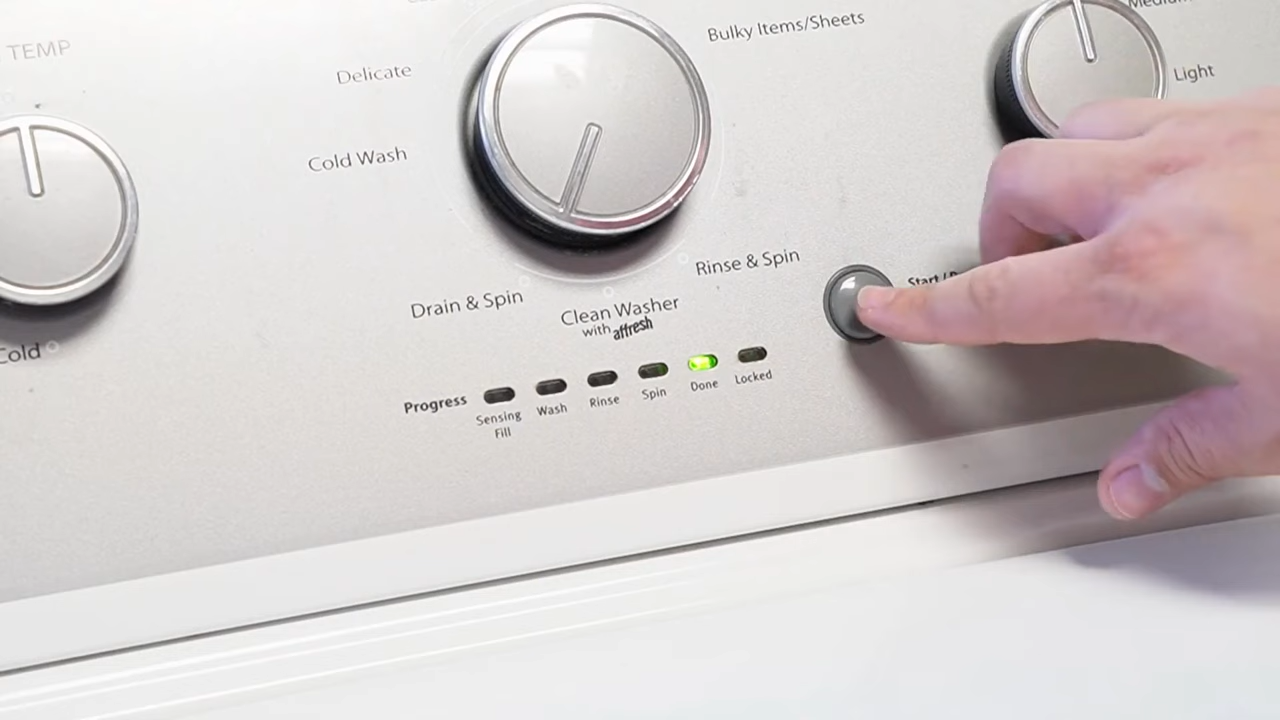 TEMP
Bulky Items/Sheets
Delicate
Light
Cold Wash
Rinse & Spin
Drain & Spin
Clean Washer
with affresh
Start /
Cold
Progress
Sensing
Fill
Wash
Rinse
Spin
Done
Locked